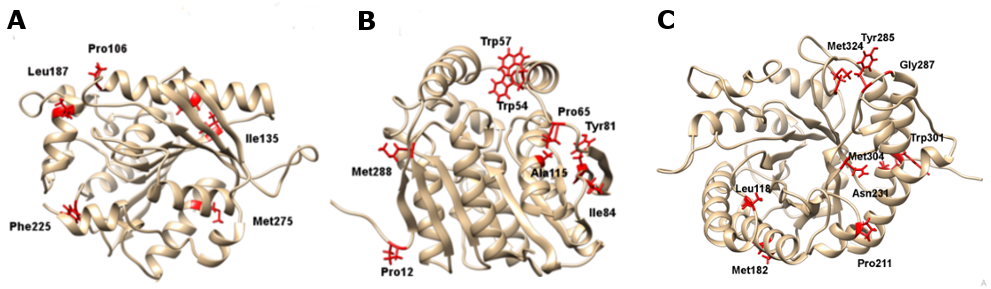 A
Pro106
Leu187
Ile135
Phe225
Met275
B
Trp57
Trp54
Pro65
Tyr81
Met288
Ala115
Ile84
Pro12
C
Tyr285
Met324
Gly287
Trp301
Met304
Leu118
Asn231
Met182
Pro211
A